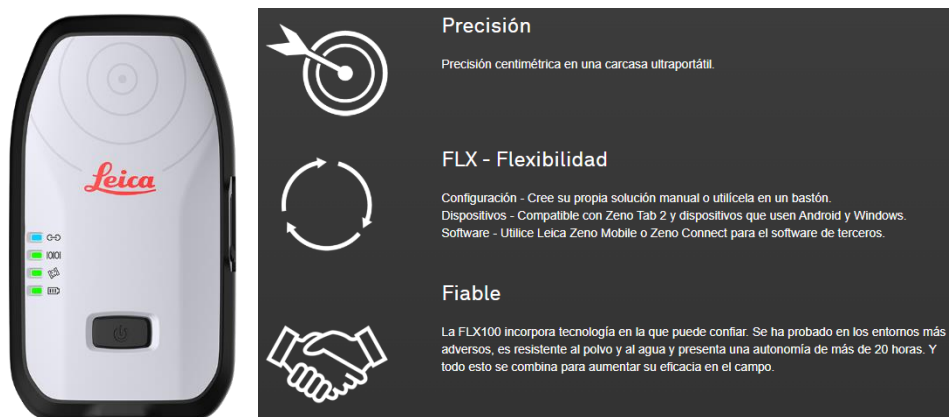 Leica
Precisión
Precisión centimétrica en una carcasa ultraportátil.
FLX - Flexibilidad
Configuración - Cree su propia solución manual o utilícela en un bastón.
Dispositivos - Compatible con Zeno Tab 2 y dispositivos que usen Android y Windows.
Software - Utilice Leica Zeno Mobile o Zeno Connect para el software de terceros.
Fiable
La FLX100 incorpora tecnología en la que puede confiar. Se ha probado en los entornos más
adversos, es resistente al polvo y al agua y presenta una autonomía de más de 20 horas. Y
todo esto se combina para aumentar su eficacia en el campo.